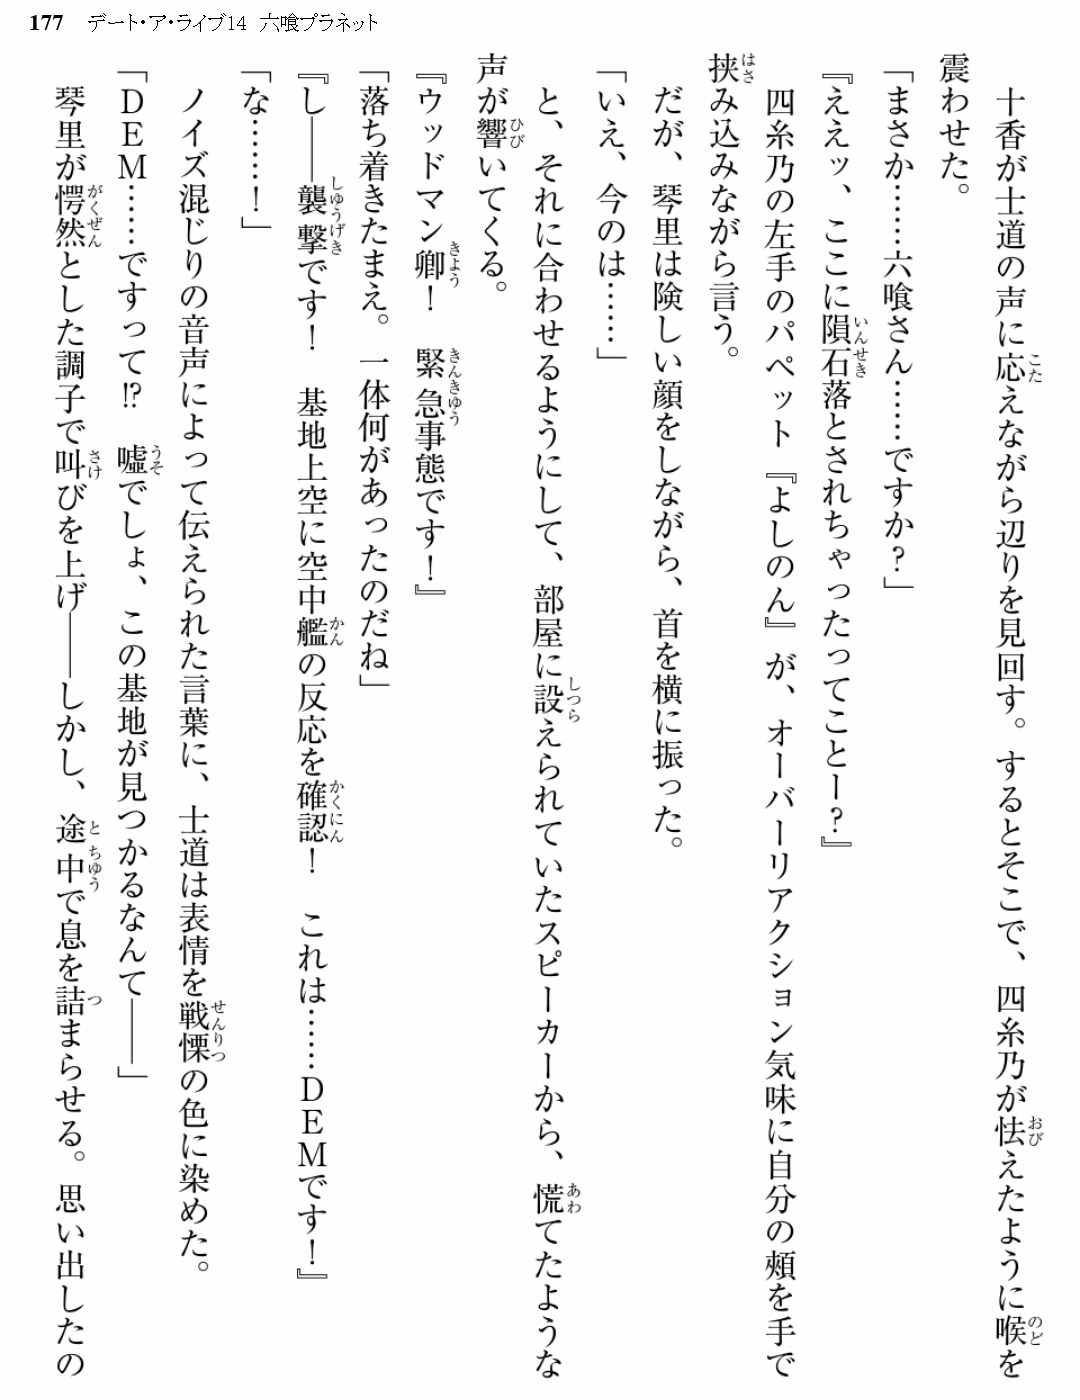 177 デート・ア・ライブ14 六喰プラネット
十香が士道の声に応えながら辺りを見回す。するとそこで、四糸乃が怯えたように喉を
震わせた。
「まさか……六喰さん……ですか?」
『ええッ、ここに隕石落とされちゃったってことー?』
四糸乃の左手のパペット『よしのん』が、オーバーリアクション気味に自分の頰を手で
挟み込みながら言う。
だが、琴里は険しい顔をしながら、首を横に振った。
「いえ、今のは……」
と、それに合わせるようにして、部屋に設えられていたスピーカーから、慌てたような
声が響いてくる。
『ウッドマン卿! 緊急事態です!』
「落ち着きたまえ。一体何があったのだね」
『し――襲撃です! 基地上空に空中艦の反応を確認! これは……DEMです!』
「な……!」
ノイズ混じりの音声によって伝えられた言葉に、士道は表情を戦慄の色に染めた。
「DEM……ですって!? 嘘でしょ、この基地が見つかるなんて――」
琴里が愕然とした調子で叫びを上げ――しかし、途中で息を詰まらせる。思い出したの